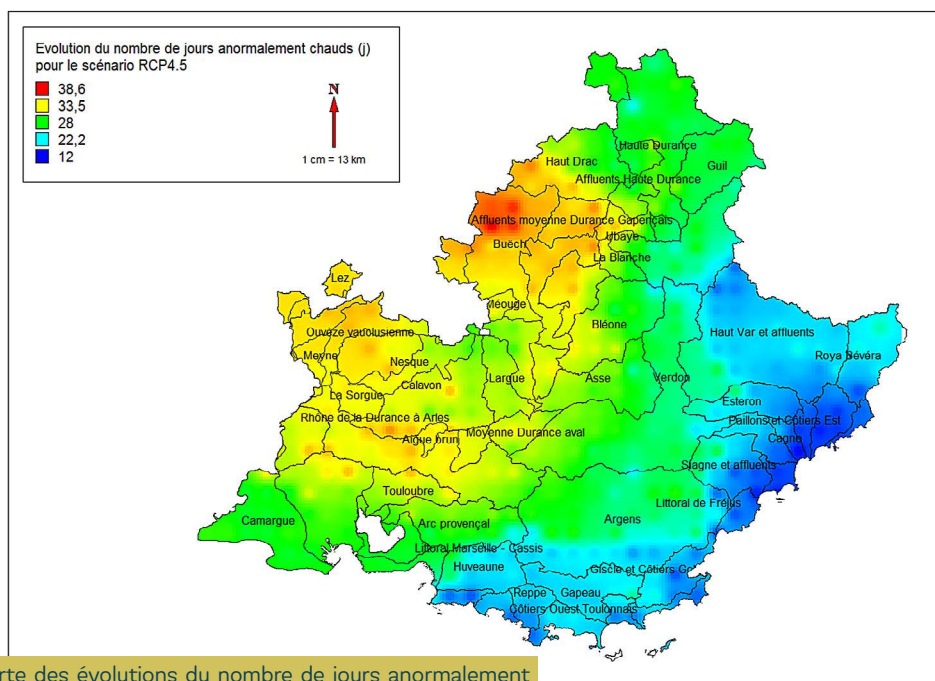 Evolution du nombre de jours anormalement chauds (j)
pour le scénario RCP4.5
38,6
33,5
28
22,2
12
N
1 cm = 13 km
Haute Durance
Haut Drac
Guil
Affluents Haute Durance
Affluents moyenne Durance Gapençais
Ubaye
Buëch
La Blanche
Lez
Méouge
Bléone
Ouvèze vauclusienne
Haut Var et affluents
Meyne
Roya Bévéra
Nesque
Largue
Asse
Verdon
Calavon
La Sorgue
Esteron
Rhône de la Durance à Arles
Paillons et Côtiers Est
Aigue brun
Moyenne Durance aval
Cagne
Siagne et affluents
Touloubre
Littoral de Fréjus
Camargue
Arc provençal
Argens
Littoral Marseille - Cassis
Huveaune
Giscle et Côtiers Go
Reppe
Gapeau
Côtiers Ouest Toulonnais
rte des évolutions du nombre de jours anormalement